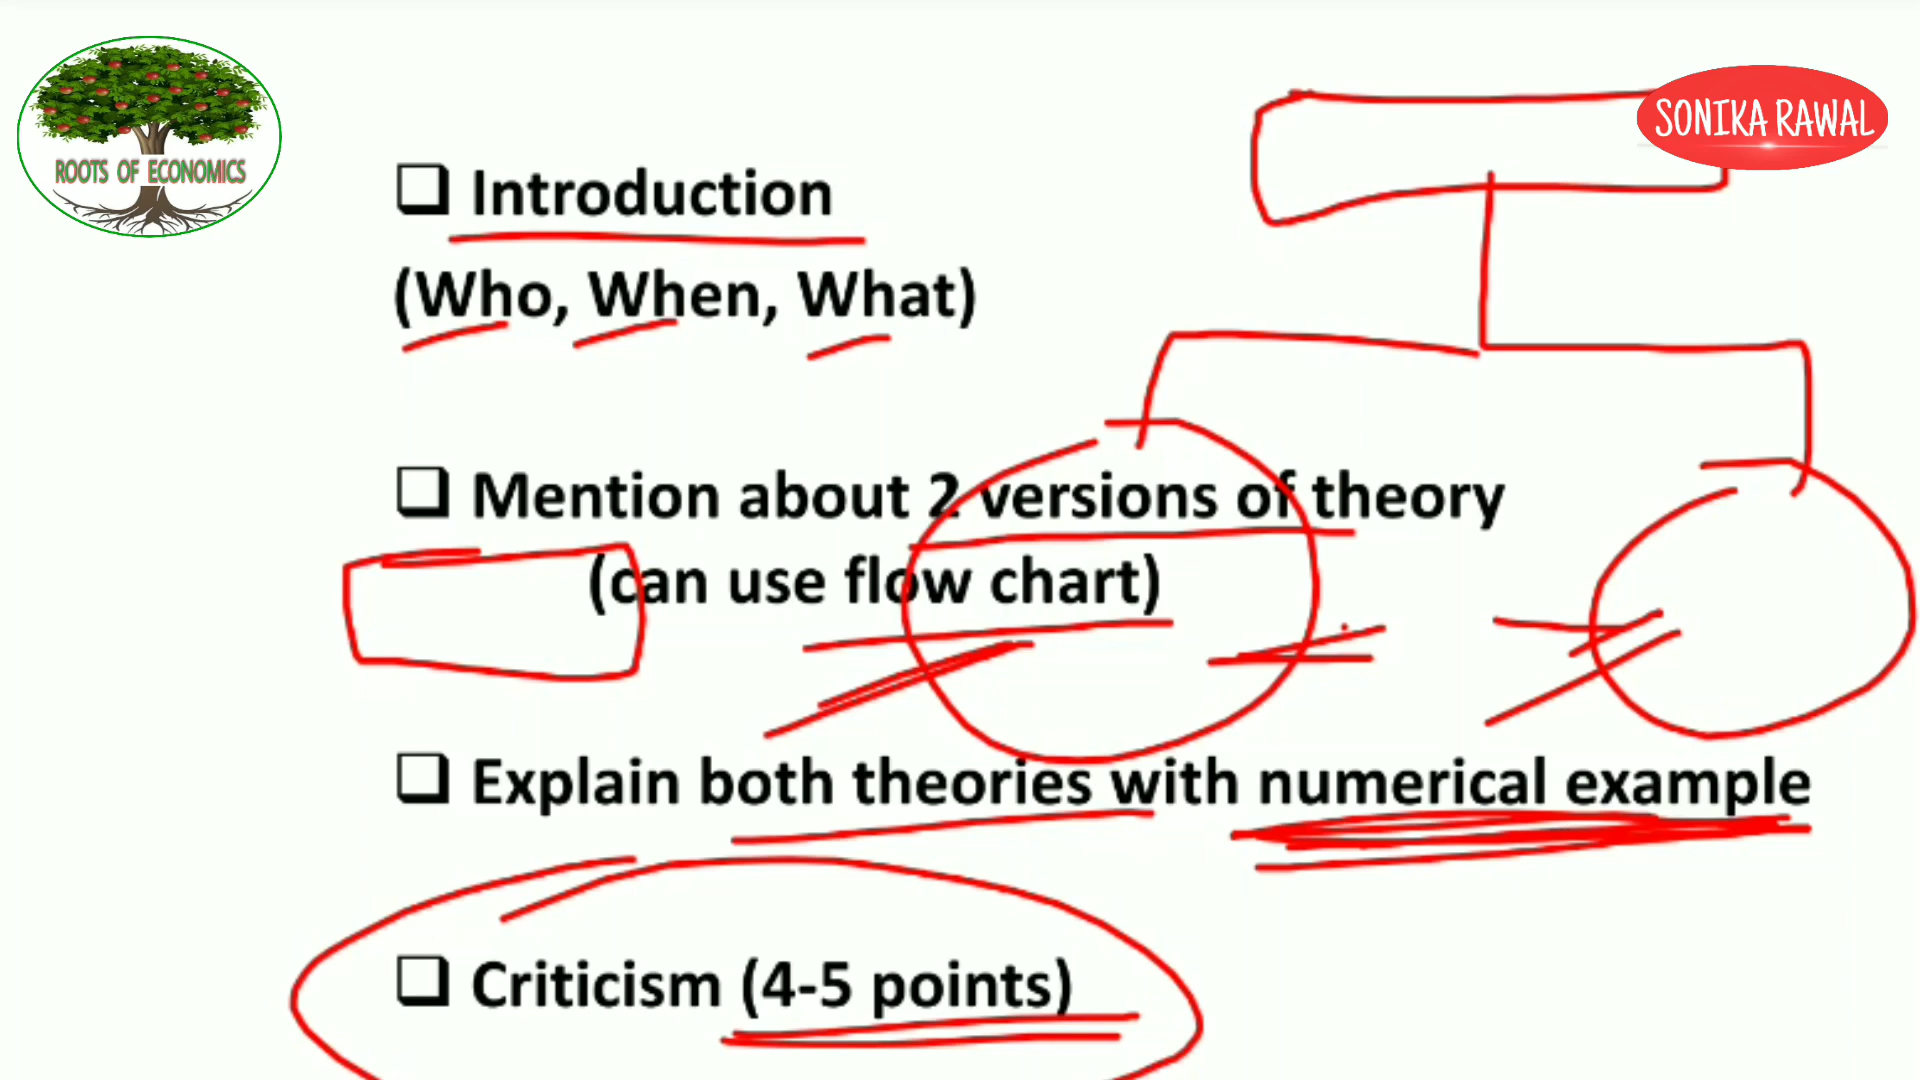 ROOTS OF ECONOMICS
SONIKA RAWAL
Introduction
(Who, When, What)
Mention about 2 versions of theory
(can use flow chart)
Explain both theories with numerical example
Criticism (4-5 points)